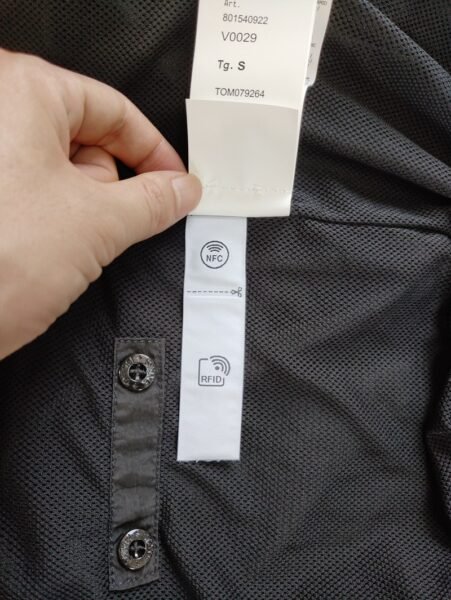 Art.
801540922
V0029
Tg. S
TOM079264
NFC
RFID